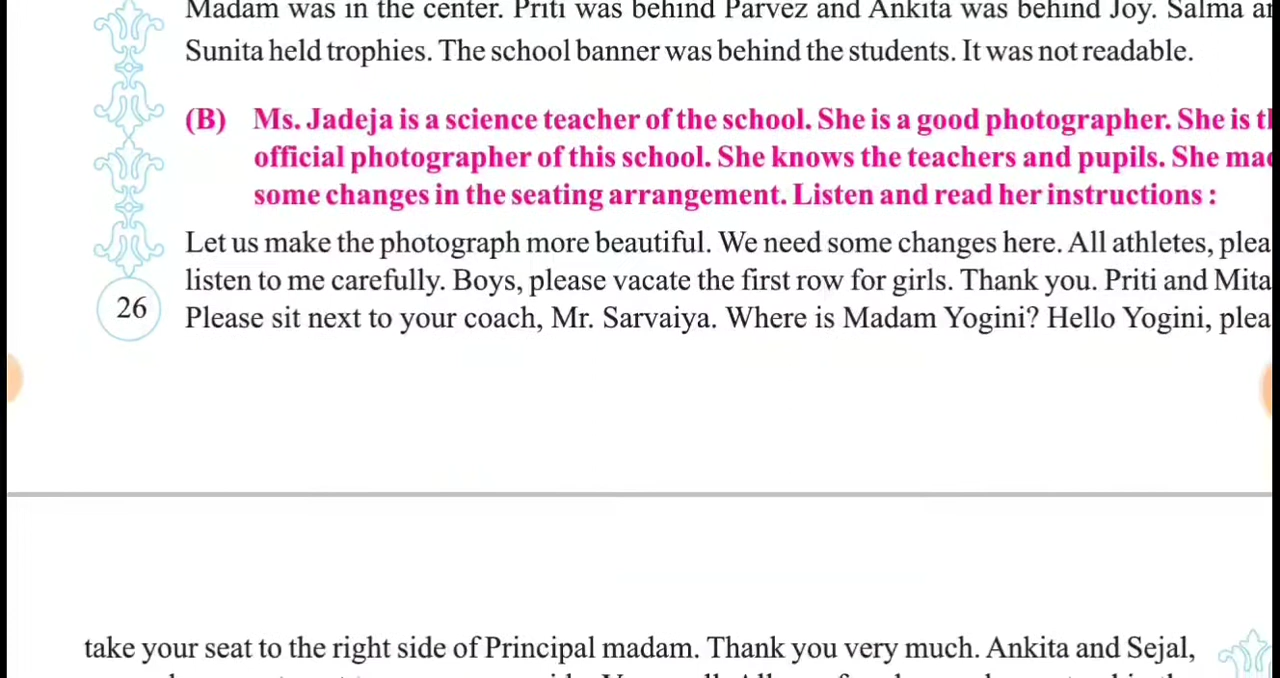 Madam was in the center. Priti was behind Parvez and Ankita was behind Joy. Salma
Sunita held trophies. The school banner was behind the students. It was not readable.
(B) Ms. Jadeja is a science teacher of the school. She is a good photographer. She is
official photographer of this school. She knows the teachers and pupils. She
some changes in the seating arrangement. Listen and read her instructions :
Let us make the photograph more beautiful. We need some changes here. All athletes,
listen to me carefully. Boys, please vacate the first row for girls. Thank you. Priti and Mita
26
Please sit next to your coach, Mr. Sarvaiya. Where is Madam Yogini? Hello Yogini,
take your seat to the right side of Principal madam. Thank you very much. Ankita and Sejal,